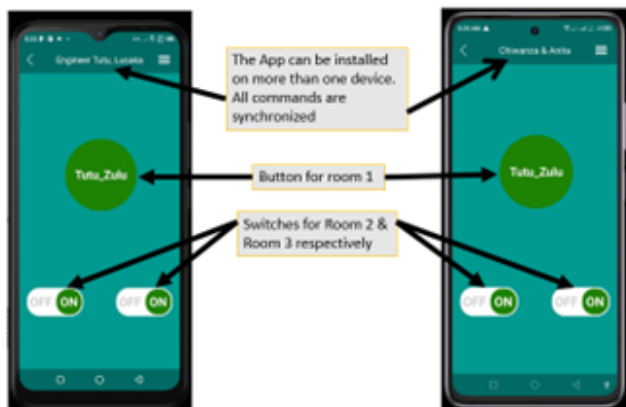 Engineer Tutu, Lusaka
Chiwanza & Anita
The App can be installed
on more than one device.
All commands are
synchronized
Tutu_Zulu
Button for room 1
Tutu_Zulu
Switches for Room 2 &
Room 3 respectively
OFF ON
OFF ON
OFF ON
OFF ON